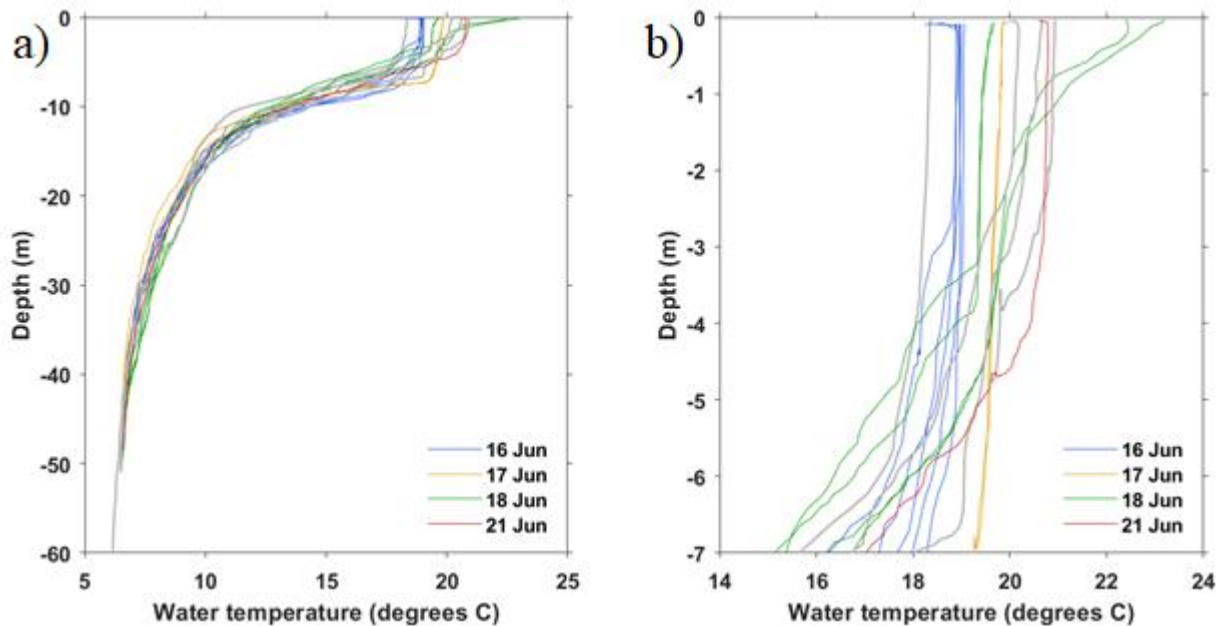 a)
0
-10
-20
-30
-40
-50
-60
Depth (m)
5
10
15
20
25
Water temperature (degrees C)
16 Jun
17 Jun
18 Jun
21 Jun
b)
0
-1
-2
-3
-4
-5
-6
-7
Depth (m)
14
16
18
20
22
24
Water temperature (degrees C)
16 Jun
17 Jun
18 Jun
21 Jun